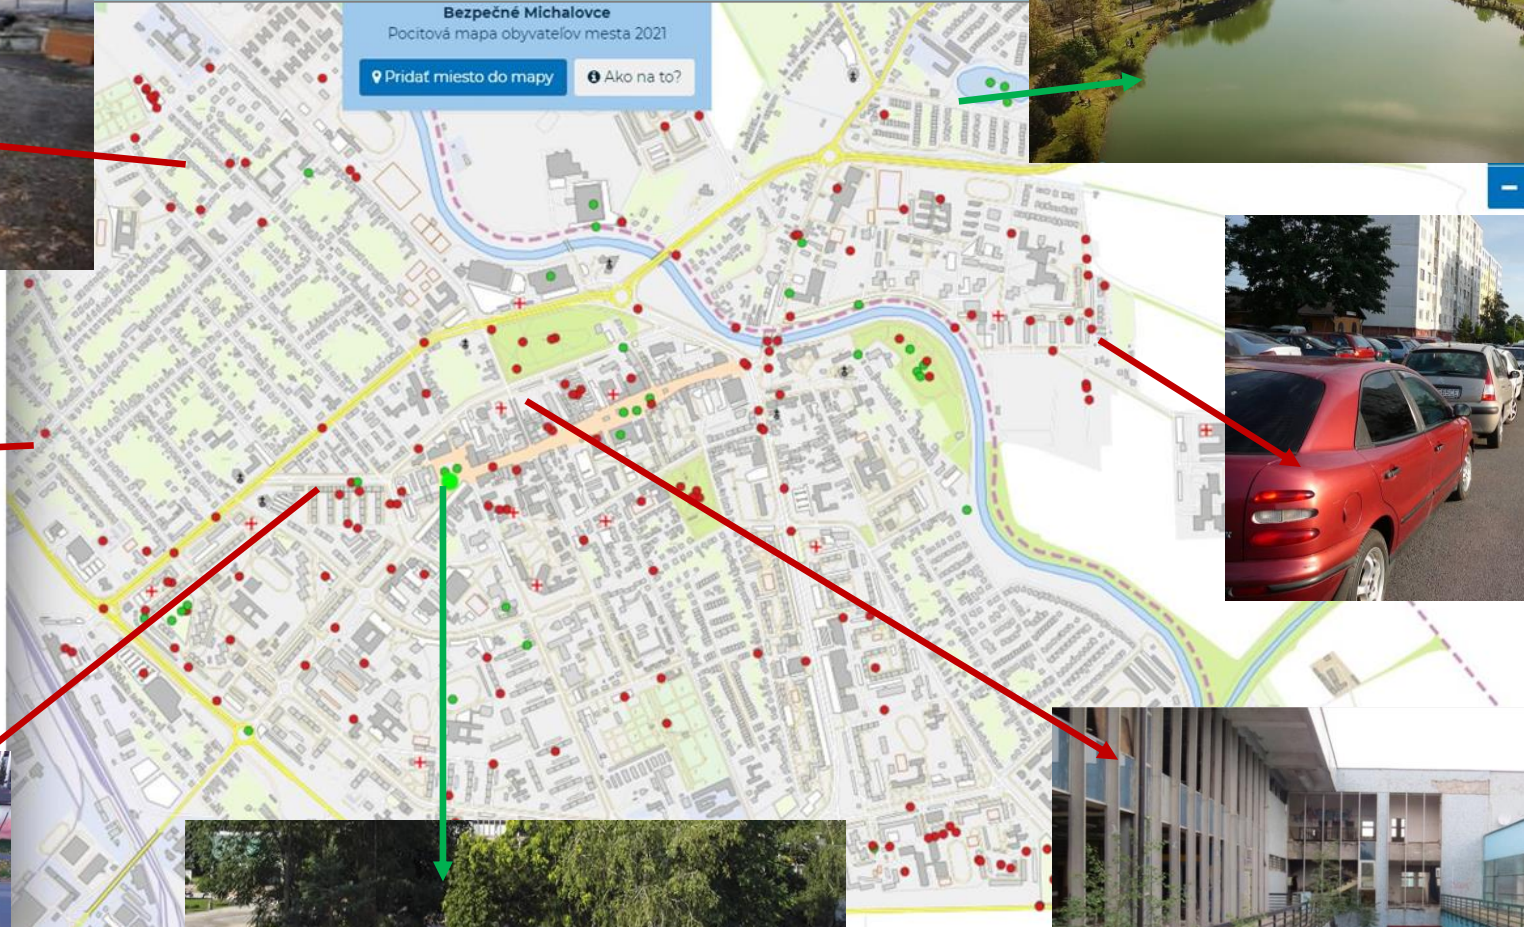 Bezpečné Michalovce
Pocitová mapa obyvateľov mesta 2021
Pridať miesto do mapy
Ako na to?